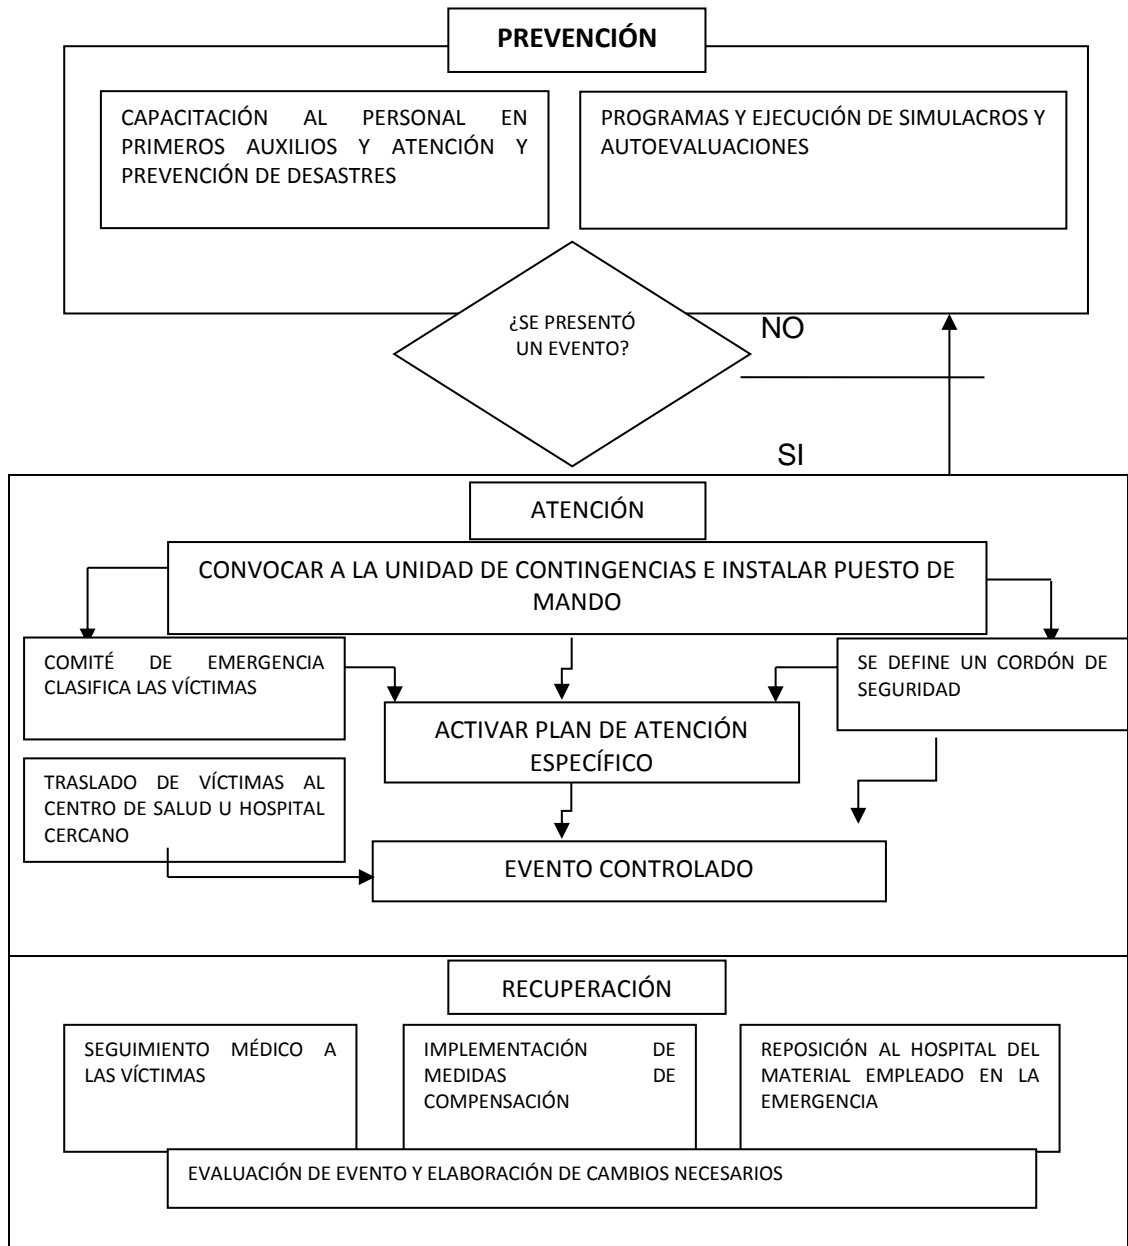 PREVENCIÓN
CAPACITACIÓN AL PERSONAL EN
PRIMEROS AUXILIOS Y ATENCIÓN Y
PREVENCIÓN DE DESASTRES
PROGRAMAS Y EJECUCIÓN DE SIMULACROS Y
AUTOEVALUACIONES
¿SE PRESENTÓ
UN EVENTO?
NO
SI
ATENCIÓN
CONVOCAR A LA UNIDAD DE CONTINGENCIAS E INSTALAR PUESTO DE
MANDO
COMITÉ DE EMERGENCIA
CLASIFICA LAS VÍCTIMAS
SE DEFINE UN CORDÓN DE
SEGURIDAD
ACTIVAR PLAN DE ATENCIÓN
ESPECÍFICO
TRASLADO DE VÍCTIMAS AL
CENTRO DE SALUD U HOSPITAL
CERCANO
EVENTO CONTROLADO
RECUPERACIÓN
SEGUIMIENTO MÉDICO A
LAS VÍCTIMAS
IMPLEMENTACIÓN DE
MEDIDAS DE
COMPENSACIÓN
REPOSICIÓN AL HOSPITAL DEL
MATERIAL EMPLEADO EN LA
EMERGENCIA
EVALUACIÓN DE EVENTO Y ELABORACIÓN DE CAMBIOS NECESARIOS